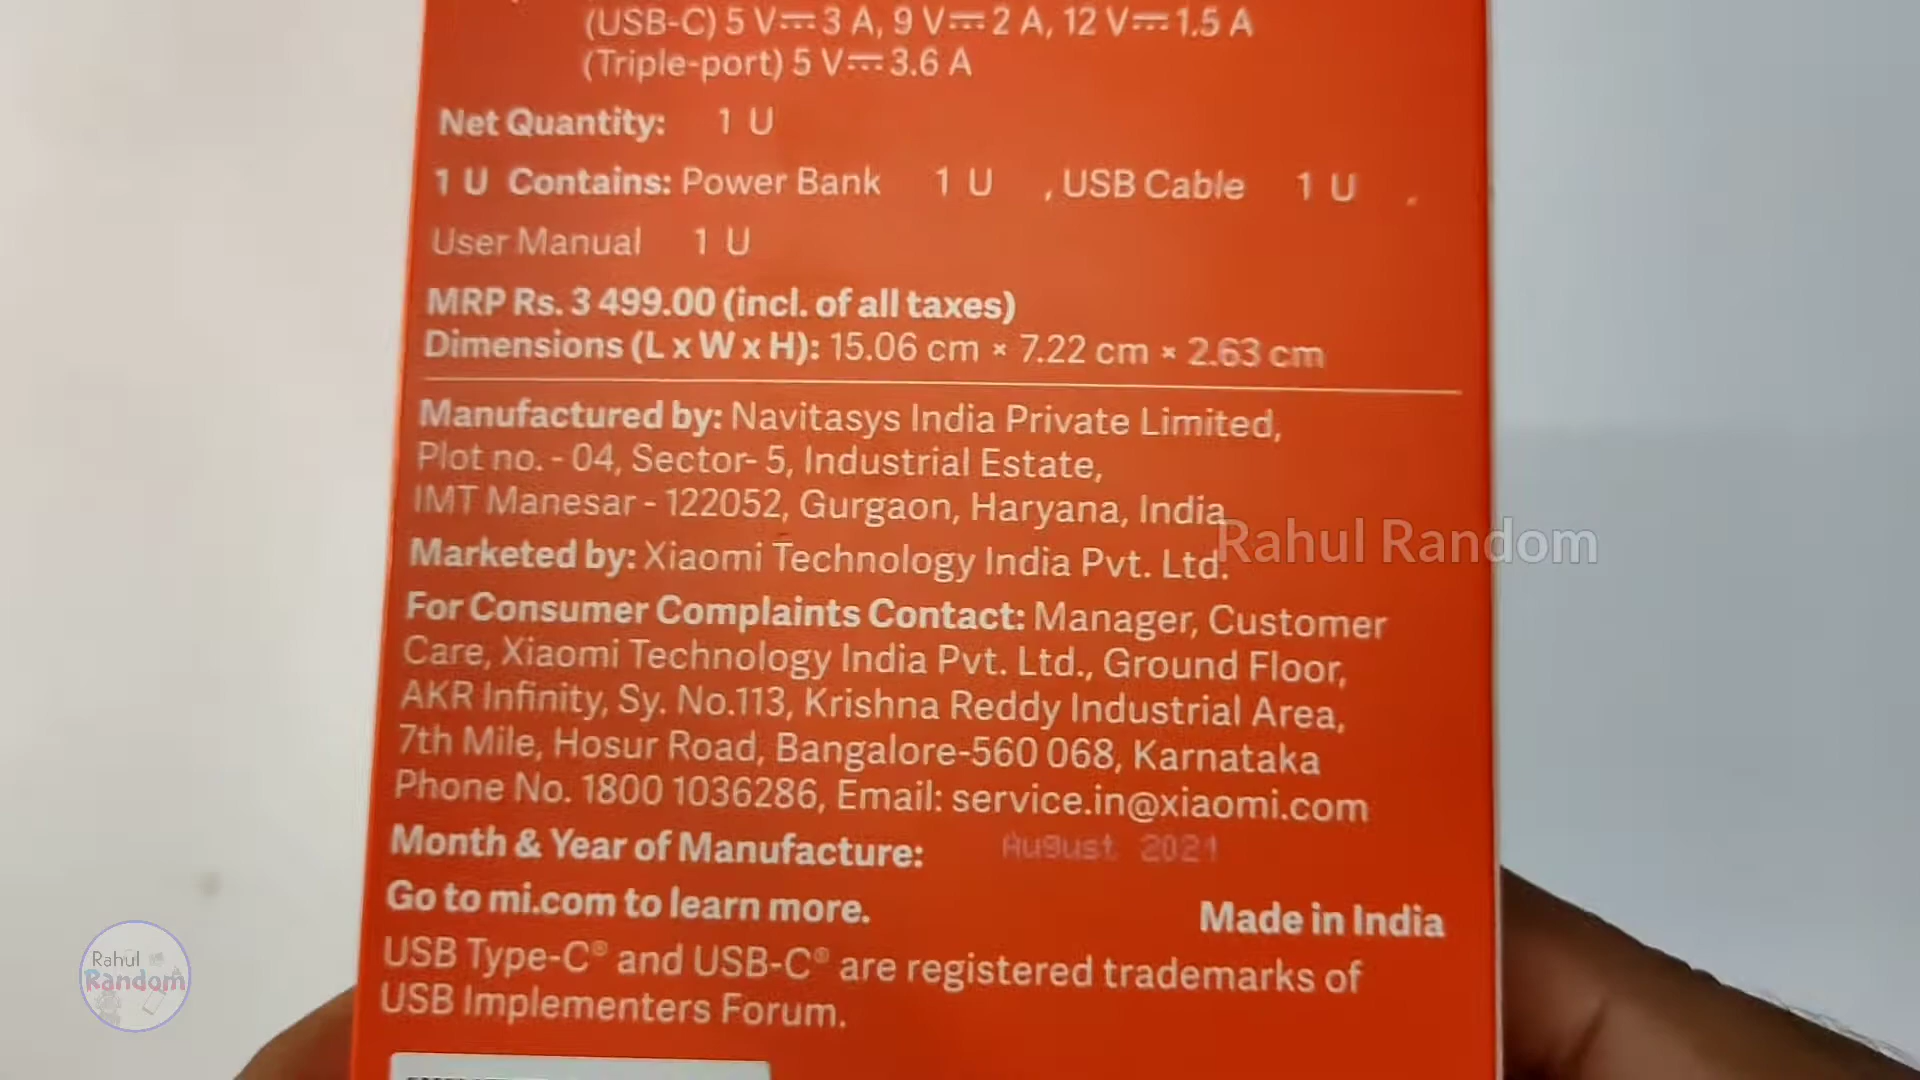 (USB-C) 5 V⎓3 A, 9 V⎓2 A, 12 V⎓1.5 A
(Triple-port) 5 V⎓3.6 A
Net Quantity: 1 U
1 U Contains: Power Bank 1 U , USB Cable 1 U ,
User Manual 1 U
MRP Rs. 3 499.00 (incl. of all taxes)
Dimensions (L x W x H): 15.06 cm × 7.22 cm × 2.63 cm
Manufactured by: Navitasys India Private Limited,
Plot no. - 04, Sector- 5, Industrial Estate,
IMT Manesar - 122052, Gurgaon, Haryana, India
Rahul Random
Marketed by: Xiaomi Technology India Pvt. Ltd.
For Consumer Complaints Contact: Manager, Customer
Care, Xiaomi Technology India Pvt. Ltd., Ground Floor,
AKR Infinity, Sy. No.113, Krishna Reddy Industrial Area,
7th Mile, Hosur Road, Bangalore-560 068, Karnataka
Phone No. 1800 1036286, Email: service.in@xiaomi.com
Month & Year of Manufacture: August 2021
Go to mi.com to learn more.
Made in India
USB Type-C® and USB-C® are registered trademarks of
USB Implementers Forum.
Rahul
Random